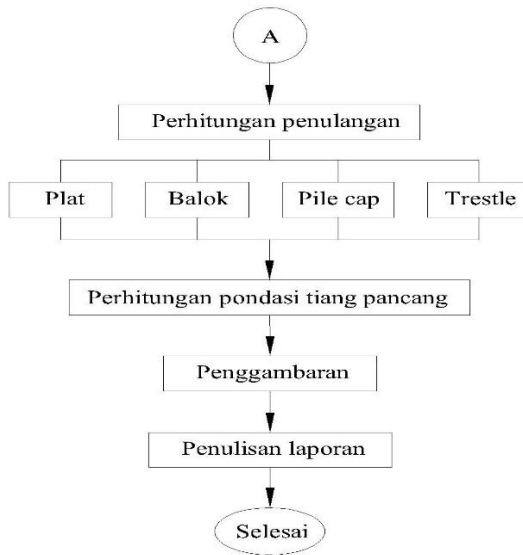 A
Perhitungan penulangan
Plat
Balok
Pile cap
Trestle
Perhitungan pondasi tiang pancang
Penggambaran
Penulisan laporan
Selesai